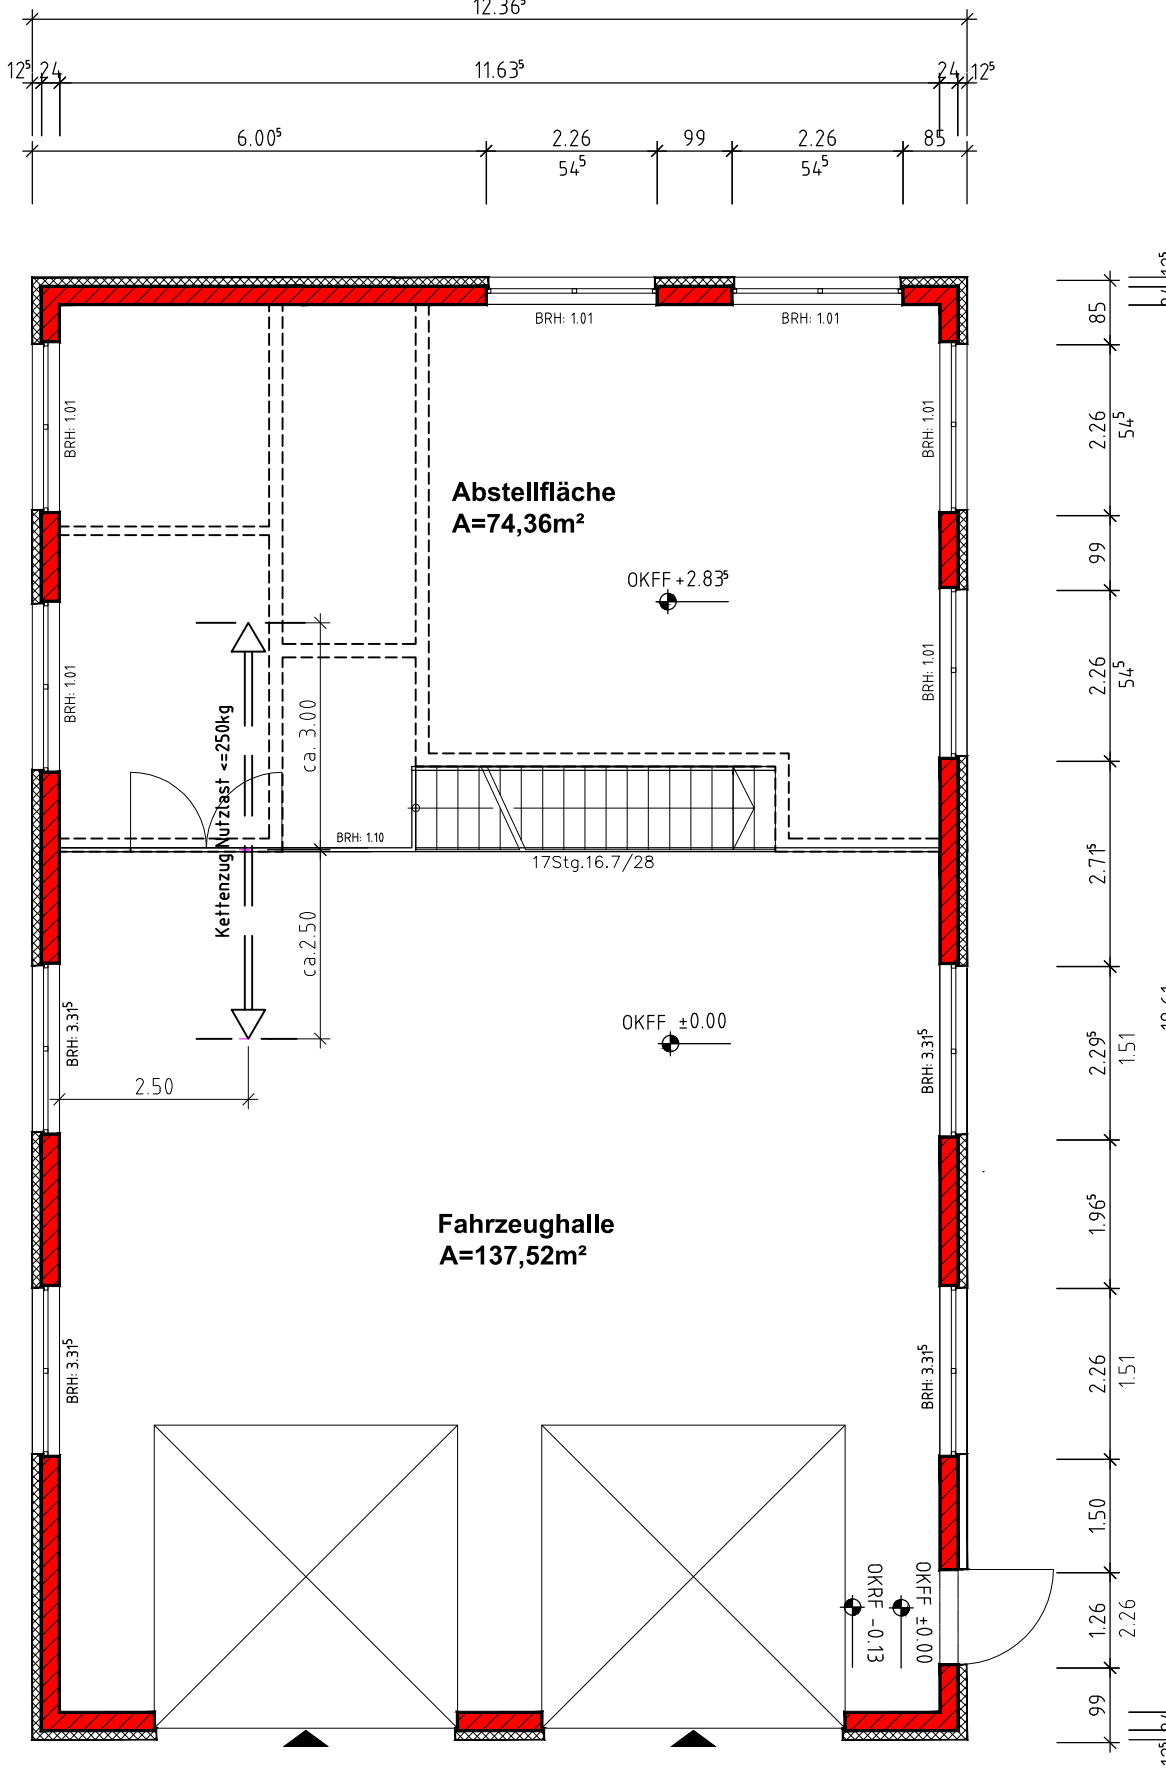 12.36⁵
12⁵ 24 11.63⁵ 24 12⁵
6.00⁵ 2.26 99 2.26 85
54⁵ 54⁵
BRH: 1.01 BRH: 1.01
85
BRH: 1.01 BRH: 1.01
2.26
54⁵
Abstellfläche
A=74,36m²
99
OKFF +2.83⁵
BRH: 1.01 BRH: 1.01
2.26
54⁵
ca. 3.00
Kettenzug Nutzlast <=250kg
BRH: 1.10
17Stg.16.7/28
2.71⁵
ca.2.50
OKFF ±0.00
BRH: 3.31⁵ BRH: 3.31⁵
2.29⁵
1.51
2.50
Fahrzeughalle
A=137,52m²
1.96⁵
BRH: 3.31⁵ BRH: 3.31⁵
2.26
1.51
1.50
OKRF -0.13
OKFF ±0.00
1.26
2.26
99